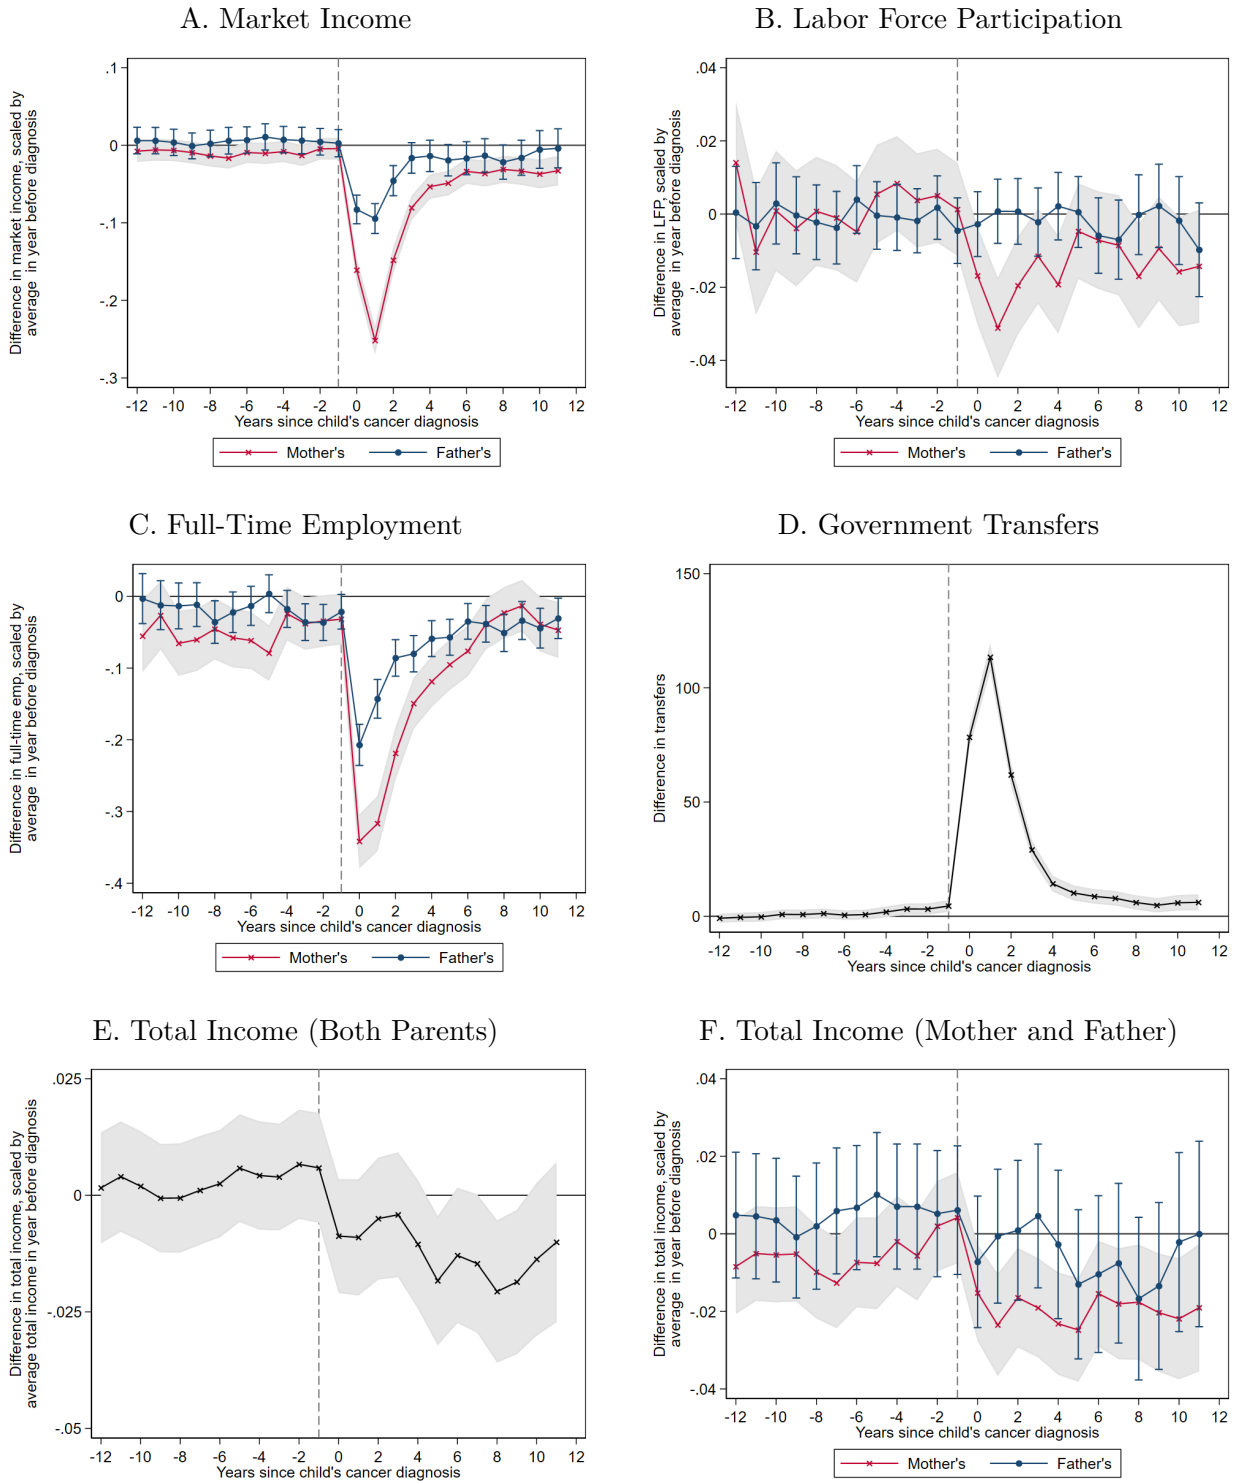 A. Market Income
Difference in market income, scaled by
average in year before diagnosis
.1
0
-.1
-.2
-.3
-12 -10 -8 -6 -4 -2 0 2 4 6 8 10 12
Years since child's cancer diagnosis
Mother's Father's
B. Labor Force Participation
Difference in LFP, scaled by
average in year before diagnosis
.04
.02
0
-.02
-.04
-12 -10 -8 -6 -4 -2 0 2 4 6 8 10 12
Years since child's cancer diagnosis
Mother's Father's
C. Full-Time Employment
Difference in full-time emp, scaled by
average in year before diagnosis
0
-.1
-.2
-.3
-.4
-12 -10 -8 -6 -4 -2 0 2 4 6 8 10 12
Years since child's cancer diagnosis
Mother's Father's
D. Government Transfers
Difference in transfers
150
100
50
0
-12 -10 -8 -6 -4 -2 0 2 4 6 8 10 12
Years since child's cancer diagnosis
E. Total Income (Both Parents)
Difference in total income, scaled by
average total income in year before diagnosis
.025
0
-.025
-.05
-12 -10 -8 -6 -4 -2 0 2 4 6 8 10 12
Years since child's cancer diagnosis
F. Total Income (Mother and Father)
Difference in total income, scaled by
average in year before diagnosis
.04
.02
0
-.02
-.04
-12 -10 -8 -6 -4 -2 0 2 4 6 8 10 12
Years since child's cancer diagnosis
Mother's Father's